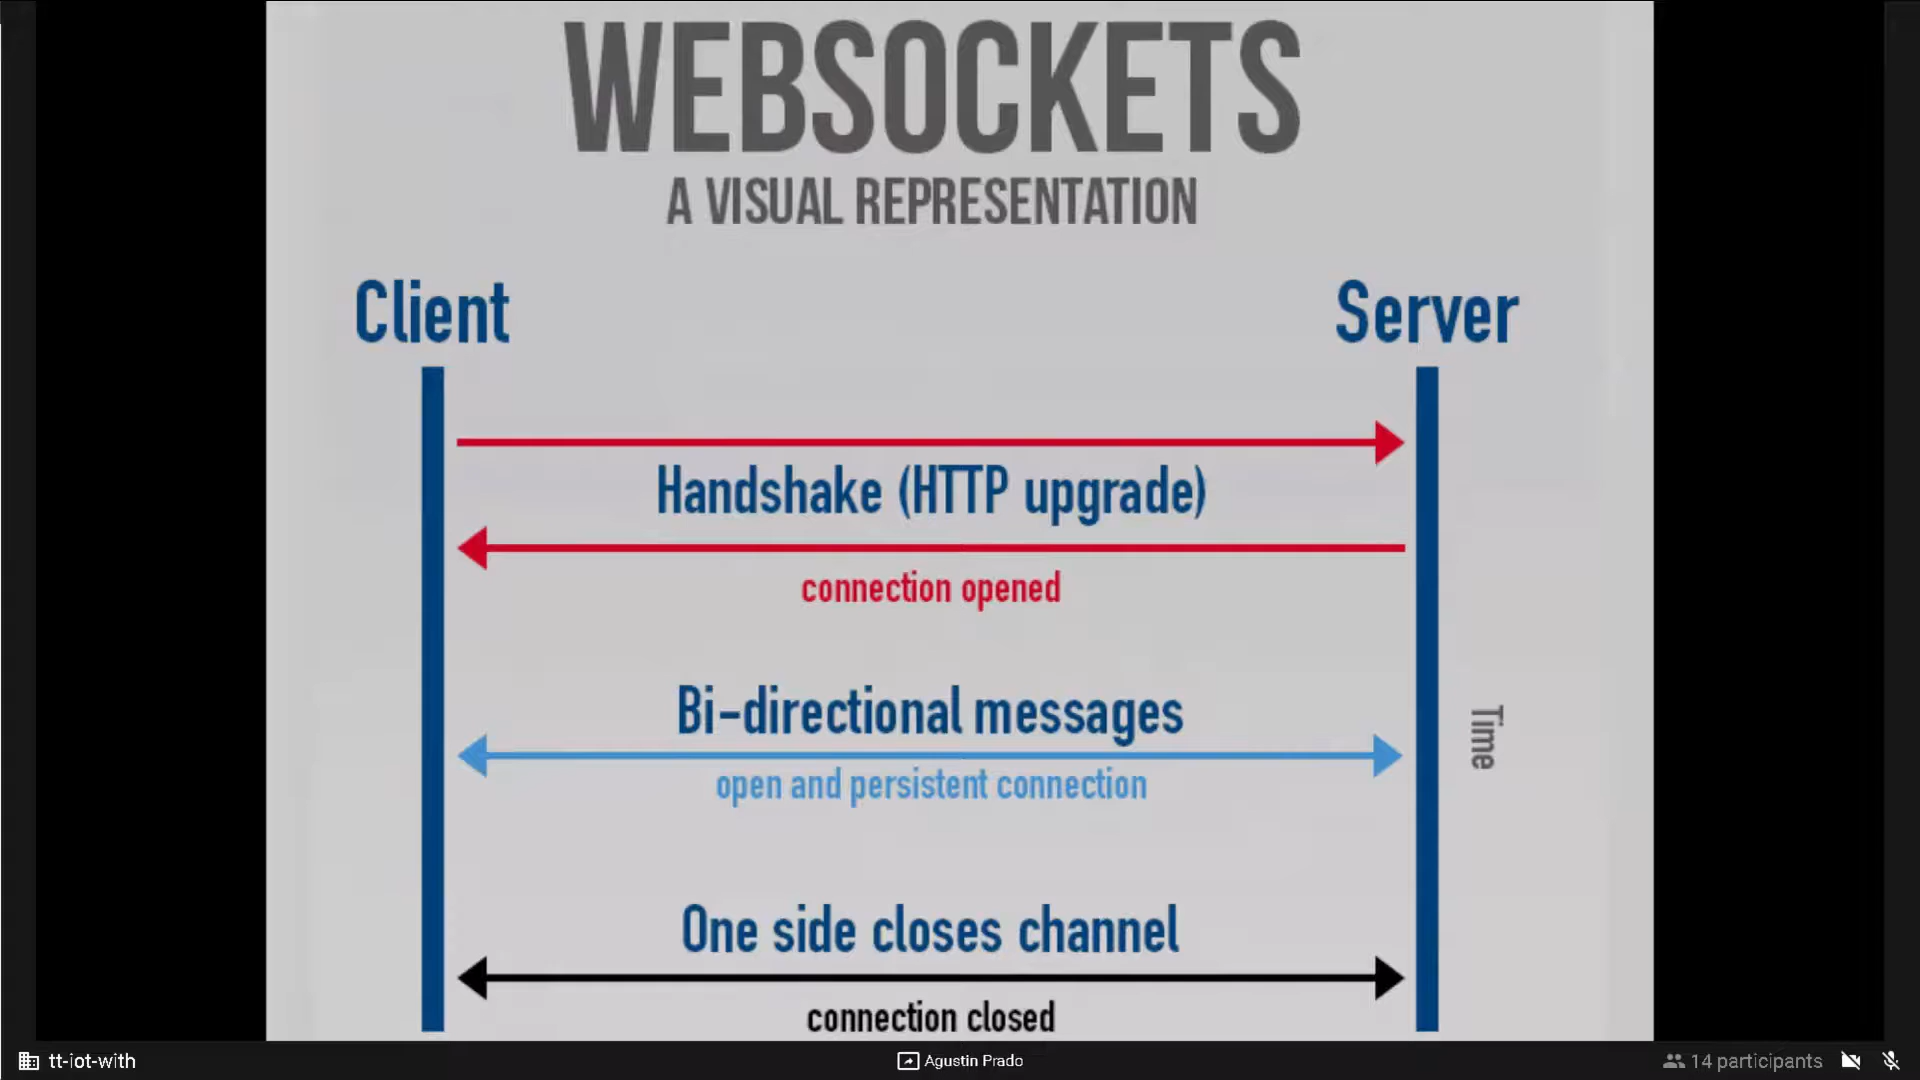 WEBSOCKETS
A VISUAL REPRESENTATION
Client
Server
Handshake (HTTP upgrade)
connection opened
Bi-directional messages
open and persistent connection
Time
One side closes channel
connection closed
tt-iot-with
Agustin Prado
14 participants